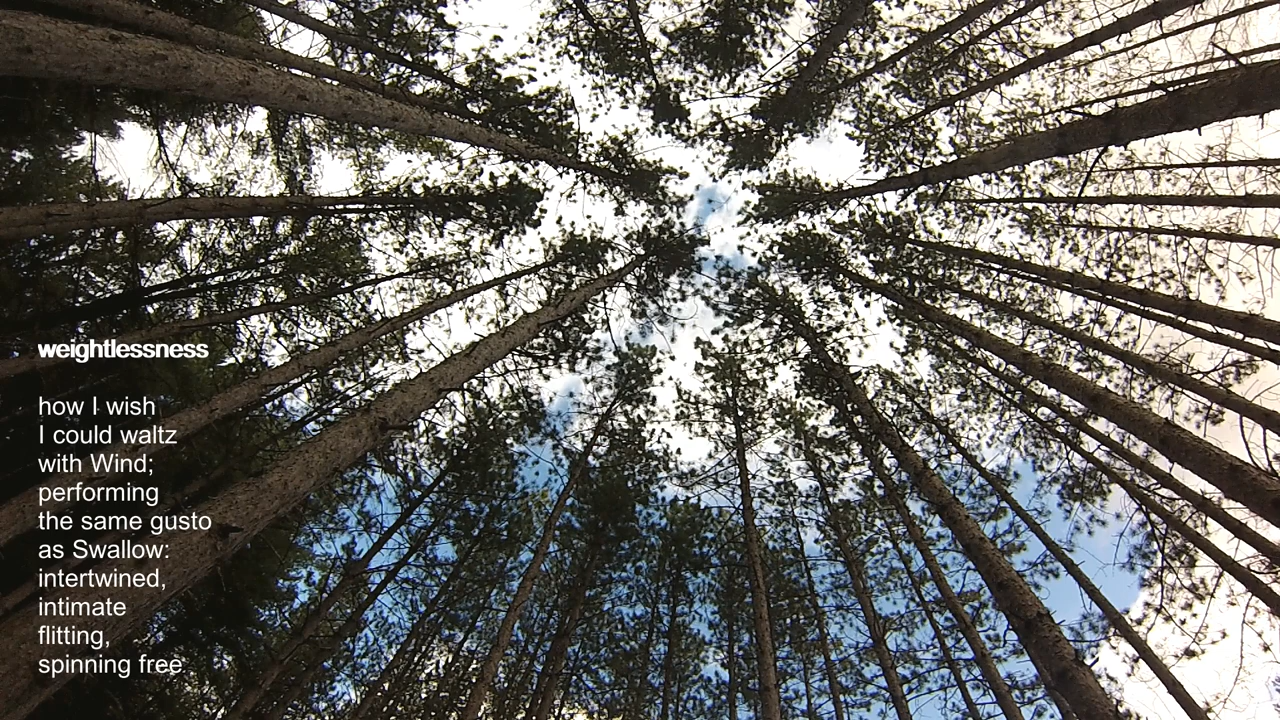 weightlessness
how I wish
I could waltz
with Wind;
performing
the same gusto
as Swallow:
intertwined,
intimate
flitting,
spinning free